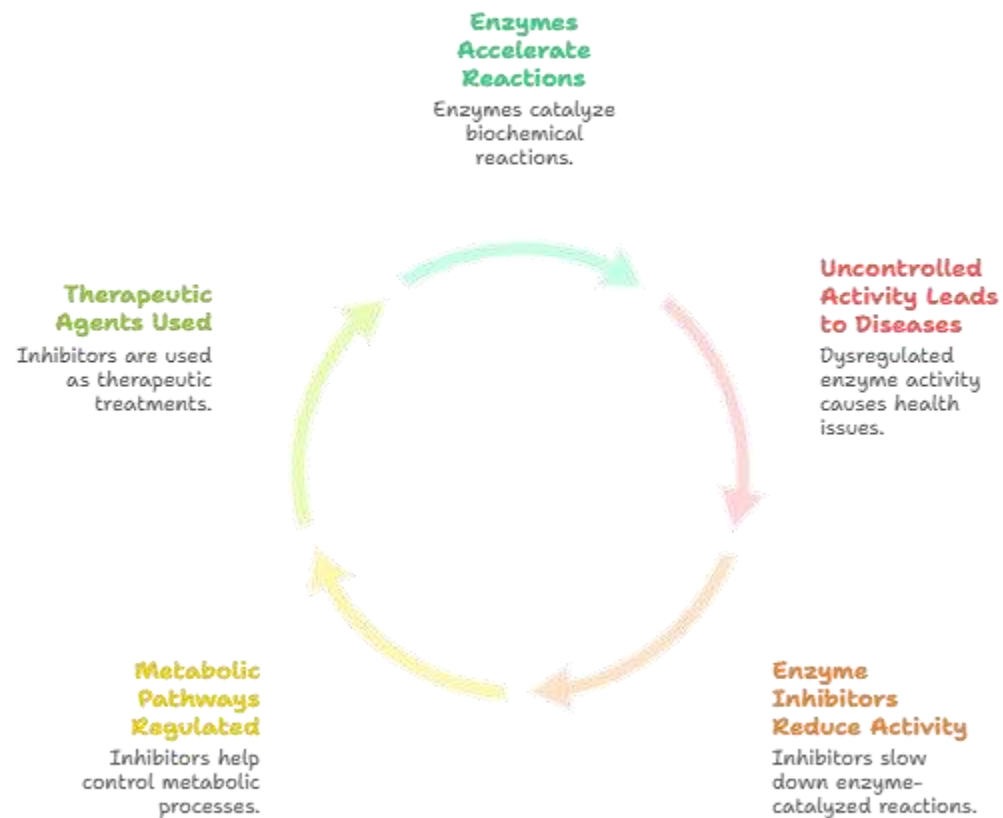 Enzymes
Accelerate
Reactions
Enzymes catalyze
biochemical
reactions.
Uncontrolled
Activity Leads
to Diseases
Dysregulated
enzyme activity
causes health
issues.
Enzyme
Inhibitors
Reduce Activity
Inhibitors slow
down enzyme-
catalyzed reactions.
Metabolic
Pathways
Regulated
Inhibitors help
control metabolic
processes.
Therapeutic
Agents Used
Inhibitors are used
as therapeutic
treatments.